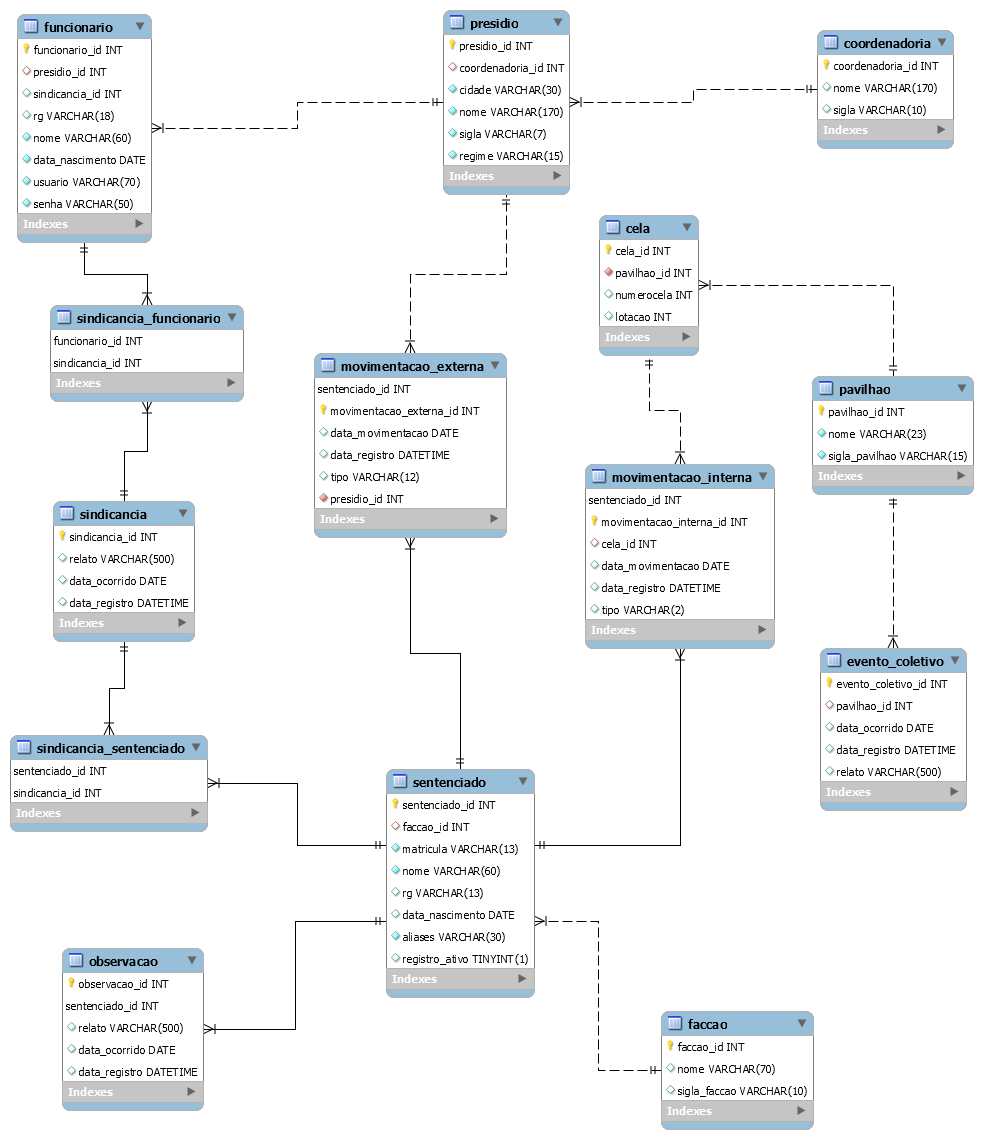 funcionario
funcionario_id INT
presidio_id INT
sindicancia_id INT
rg VARCHAR(18)
nome VARCHAR(60)
data_nascimento DATE
usuario VARCHAR(70)
senha VARCHAR(50)
Indexes
presidio
presidio_id INT
coordenadoria_id INT
cidade VARCHAR(30)
nome VARCHAR(170)
sigla VARCHAR(7)
regime VARCHAR(15)
Indexes
coordenadoria
coordenadoria_id INT
nome VARCHAR(170)
sigla VARCHAR(10)
Indexes
cela
cela_id INT
pavilhao_id INT
numerocela INT
lotacao INT
Indexes
sindicancia_funcionario
funcionario_id INT
sindicancia_id INT
Indexes
movimentacao_externa
sentenciado_id INT
movimentacao_externa_id INT
data_movimentacao DATE
data_registro DATETIME
tipo VARCHAR(12)
presidio_id INT
Indexes
pavilhao
pavilhao_id INT
nome VARCHAR(23)
sigla_pavilhao VARCHAR(15)
Indexes
movimentacao_interna
sentenciado_id INT
movimentacao_interna_id INT
cela_id INT
data_movimentacao DATE
data_registro DATETIME
tipo VARCHAR(2)
Indexes
sindicancia
sindicancia_id INT
relato VARCHAR(500)
data_ocorrido DATE
data_registro DATETIME
Indexes
evento_coletivo
evento_coletivo_id INT
pavilhao_id INT
data_ocorrido DATE
data_registro DATETIME
relato VARCHAR(500)
Indexes
sindicancia_sentenciado
sentenciado_id INT
sindicancia_id INT
Indexes
sentenciado
sentenciado_id INT
faccao_id INT
matricula VARCHAR(13)
nome VARCHAR(60)
rg VARCHAR(13)
data_nascimento DATE
aliases VARCHAR(30)
registro_ativo TINYINT(1)
Indexes
observacao
observacao_id INT
sentenciado_id INT
relato VARCHAR(500)
data_ocorrido DATE
data_registro DATETIME
Indexes
faccao
faccao_id INT
nome VARCHAR(70)
sigla_faccao VARCHAR(10)
Indexes